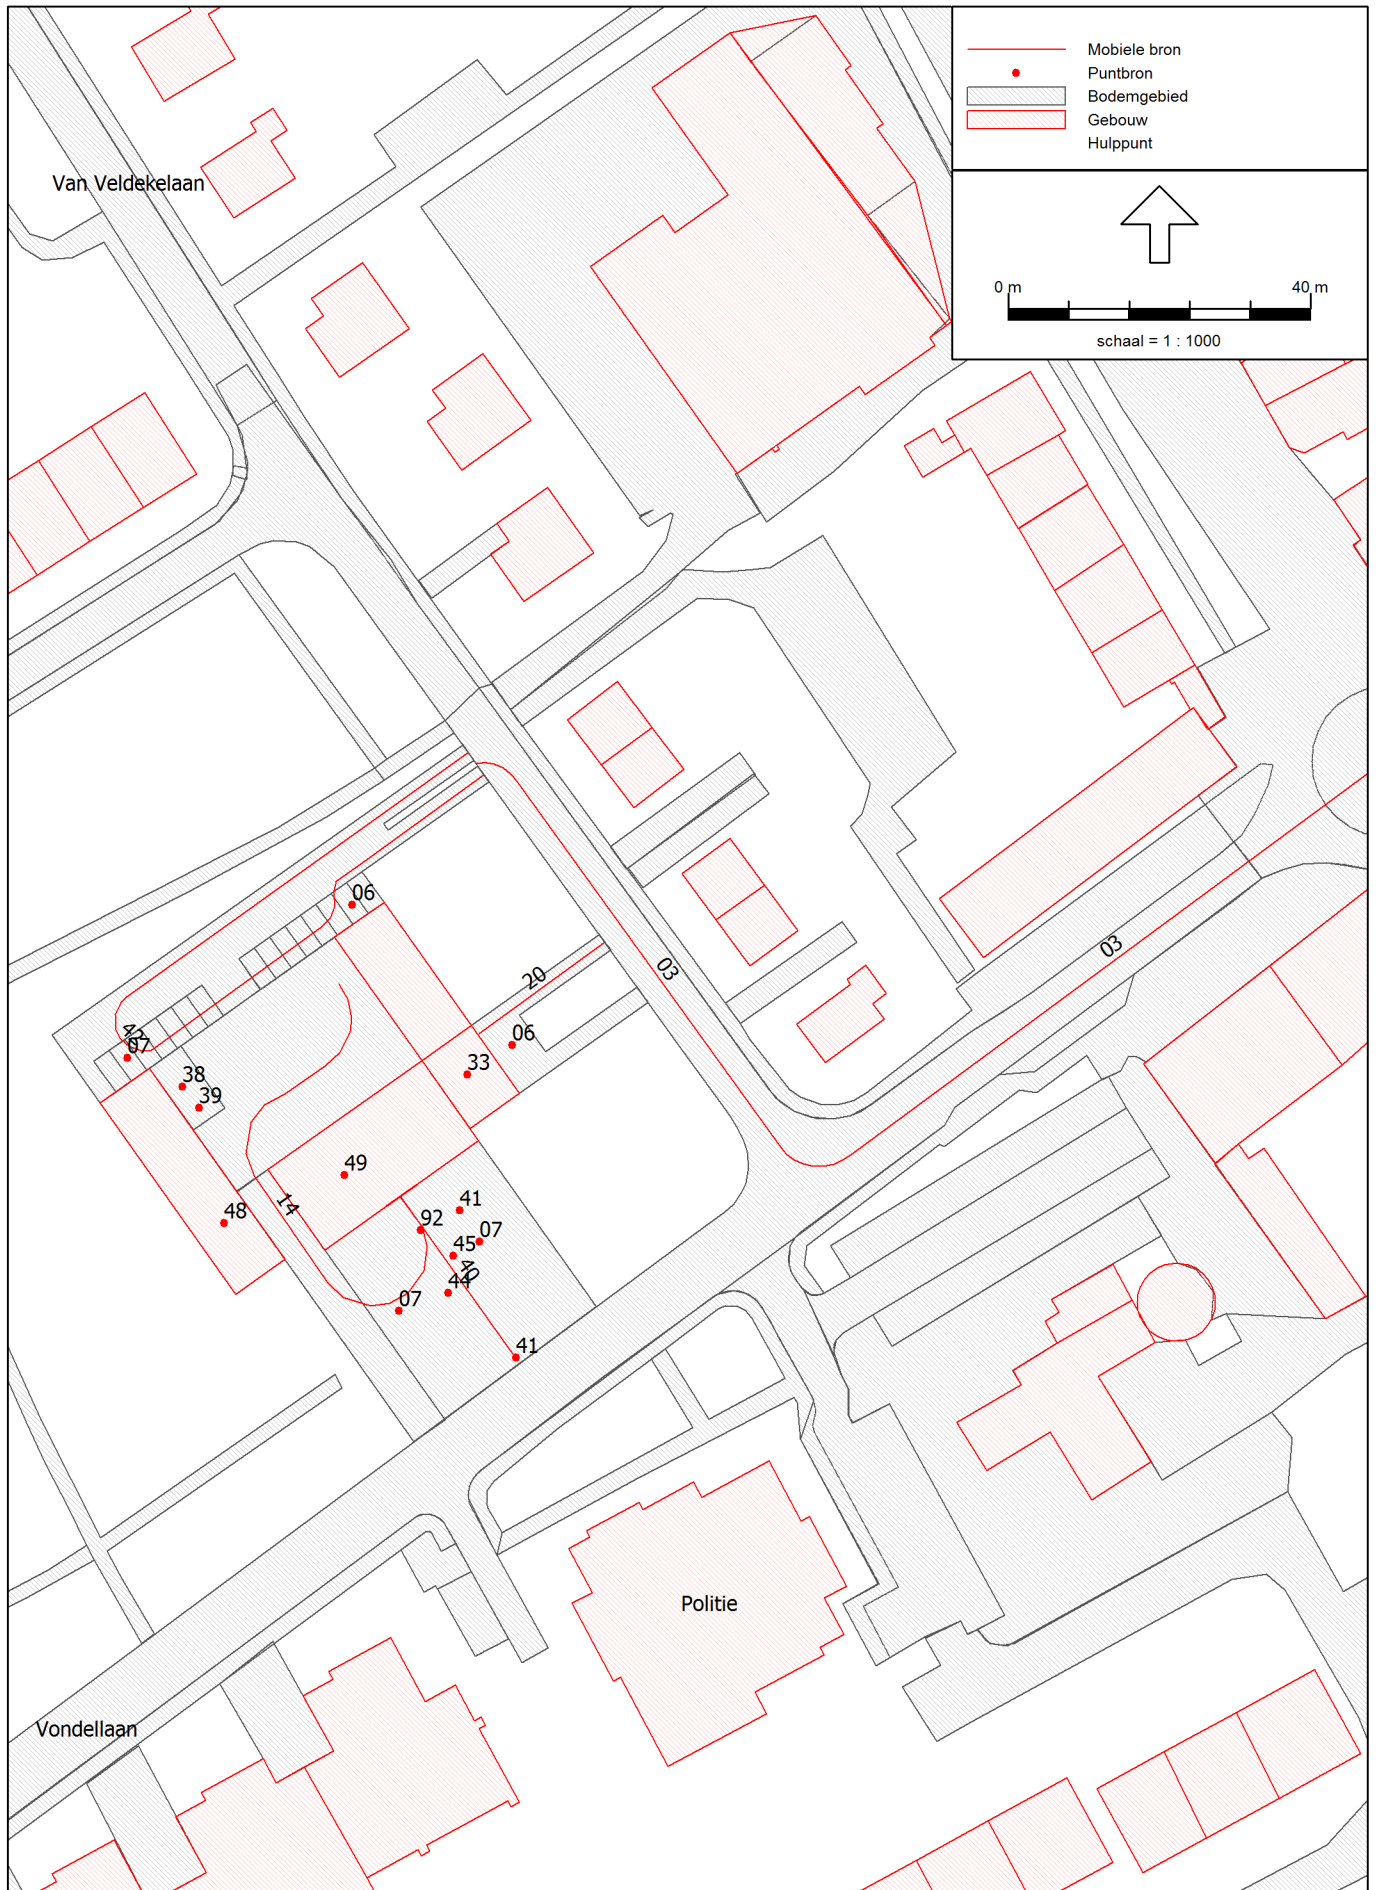 Mobiele bron
Puntbron
Bodemgebied
Gebouw
Hulppunt
Van Veldekelaan
0 m 40 m
schaal = 1 : 1000
06
03
03
20
06
42
07
33
38
39
49
14
48
41
92
07
45
40
44
07
41
Politie
Vondellaan